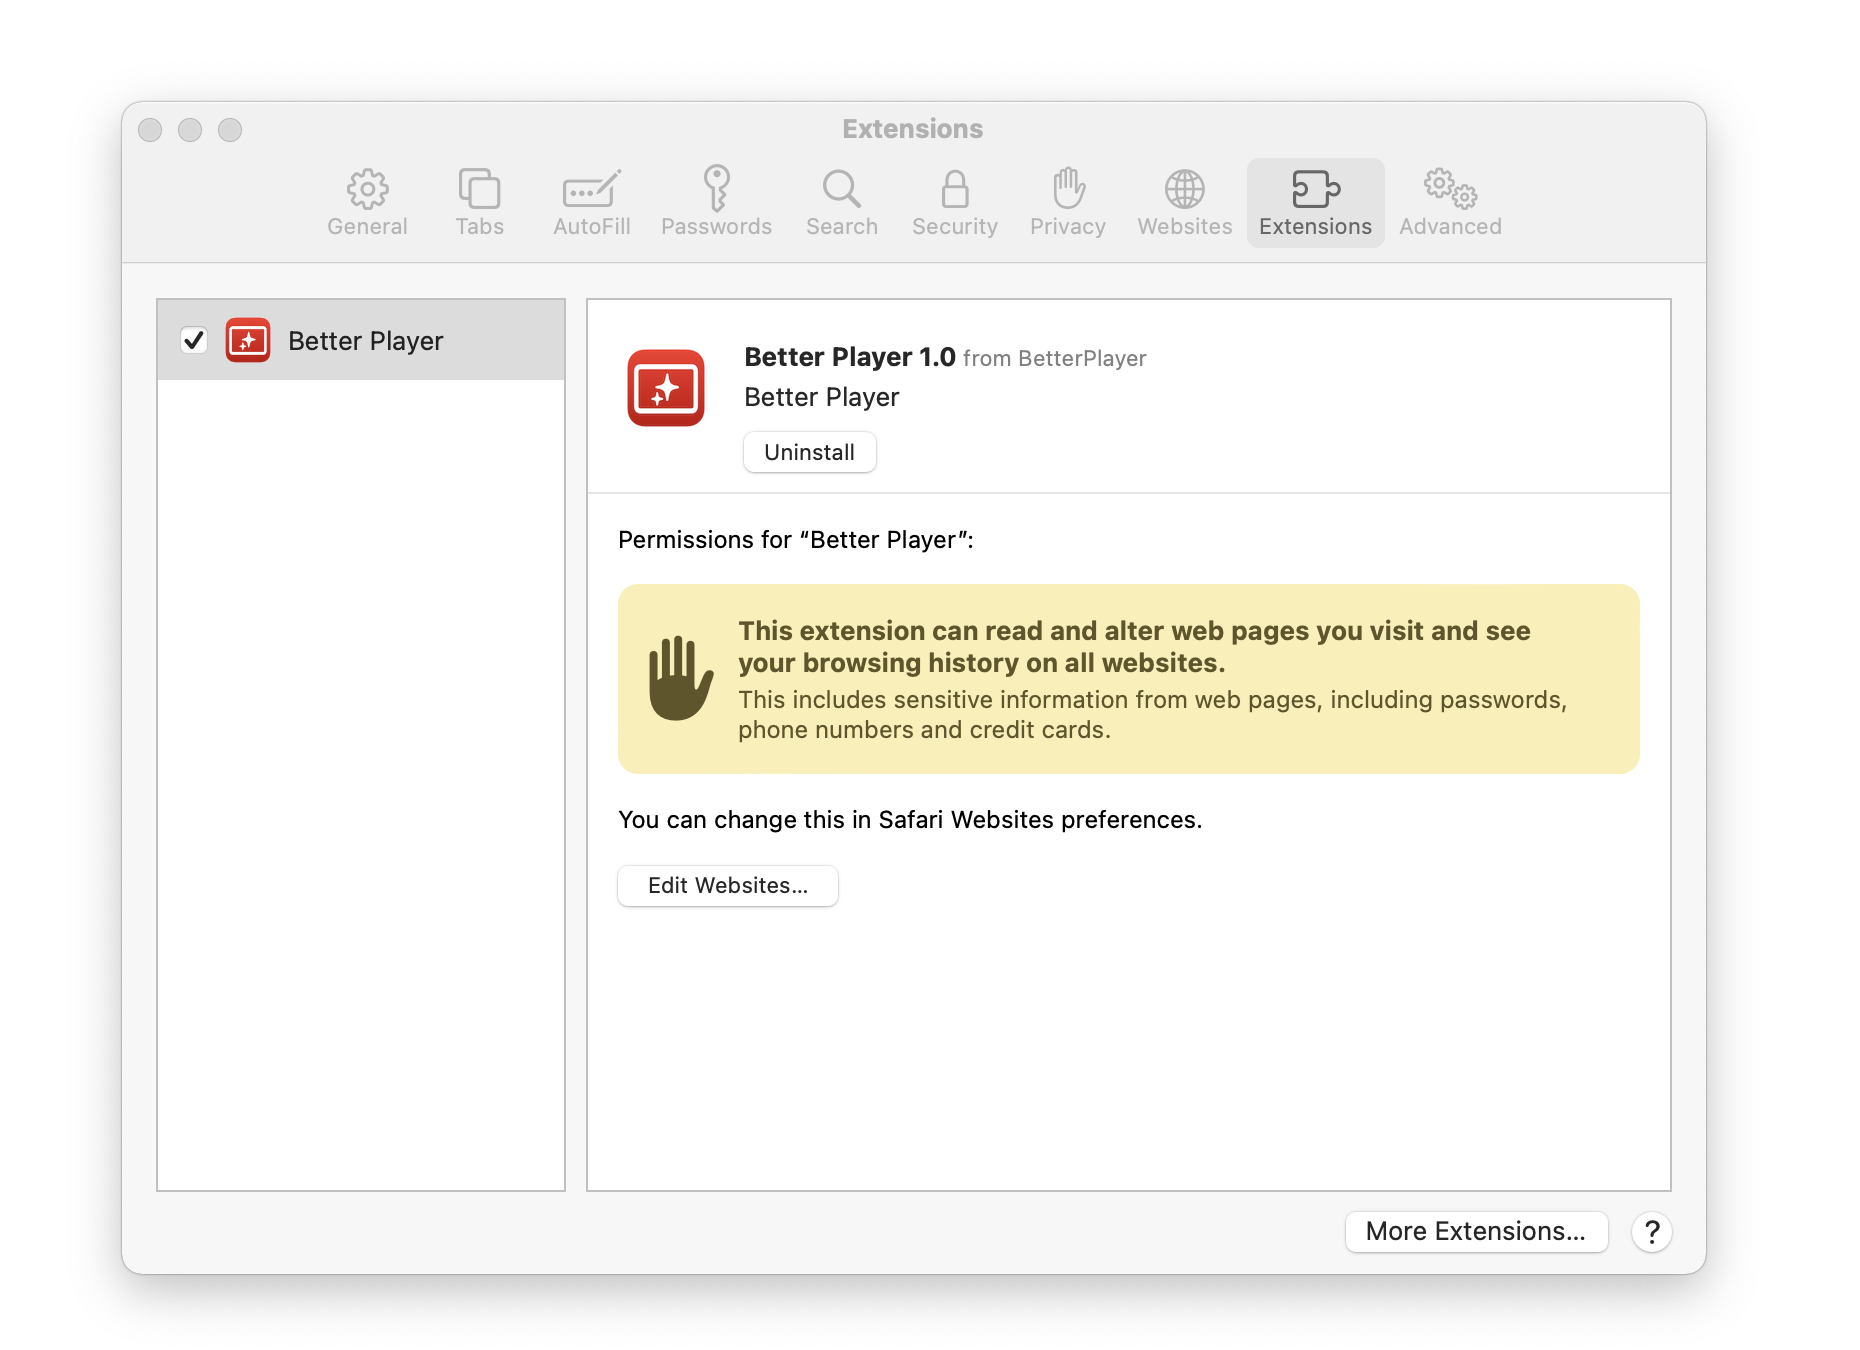 Extensions
General
Tabs
AutoFill
Passwords
Search
Security
Privacy
Websites
Extensions
Advanced
Better Player
Better Player 1.0 from BetterPlayer
Better Player
Uninstall
Permissions for “Better Player”:
This extension can read and alter web pages you visit and see
your browsing history on all websites.
This includes sensitive information from web pages, including passwords,
phone numbers and credit cards.
You can change this in Safari Websites preferences.
Edit Websites...
More Extensions...
?